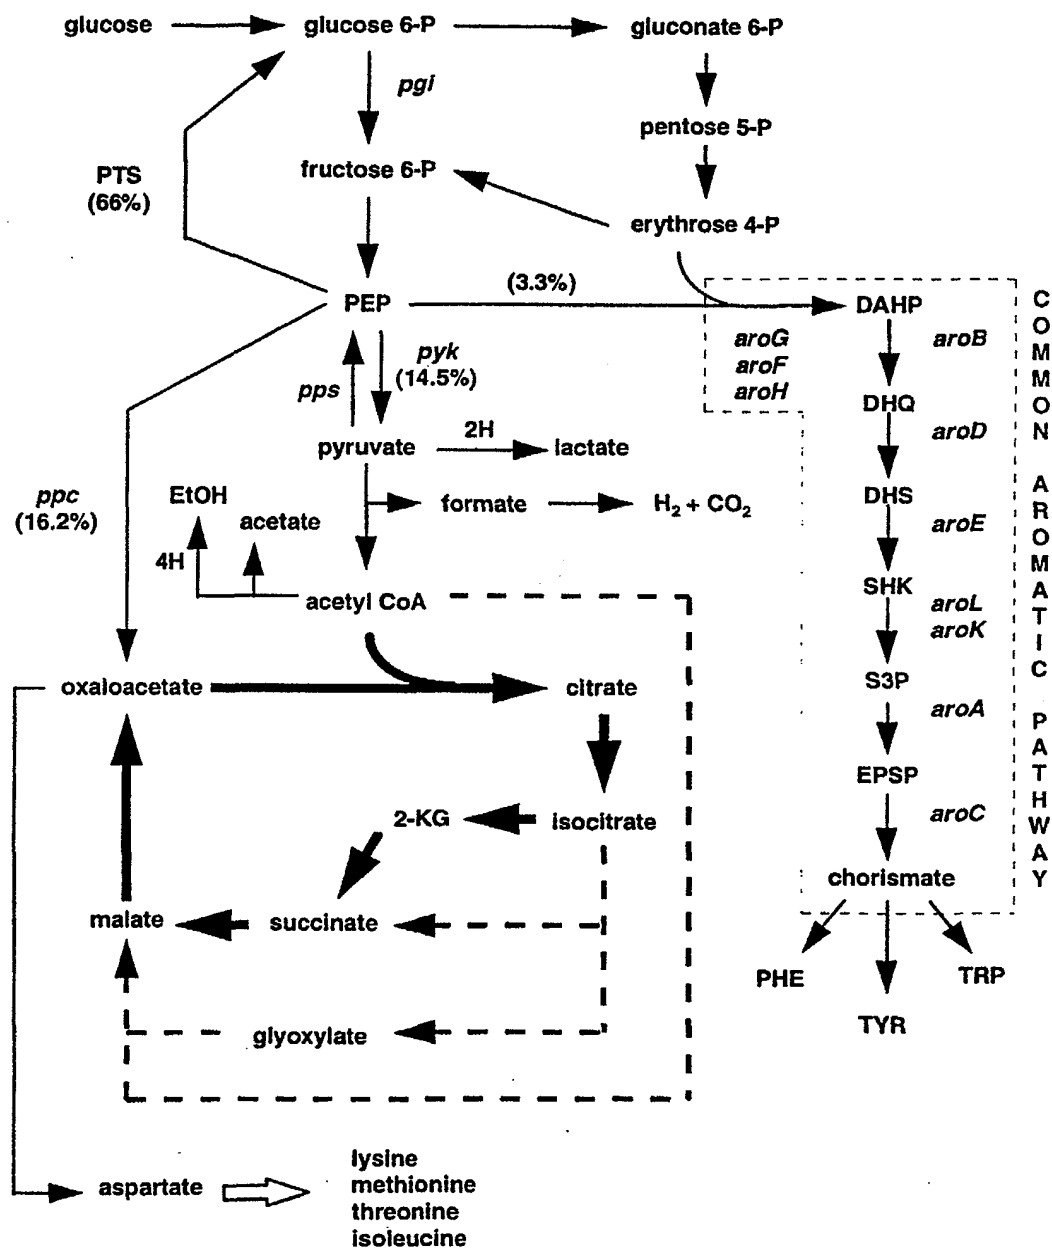 glucose
glucose 6-P
gluconate 6-P
pgi
pentose 5-P
PTS
(66%)
fructose 6-P
erythrose 4-P
(3.3%)
PEP
DAHP
aroG
aroF
aroH
aroB
pyk
(14.5%)
pps
DHQ
aroD
pyruvate
2H
lactate
ppc
(16.2%)
EtOH
acetate
4H
formate
H2 + CO2
DHS
aroE
acetyl CoA
SHK
aroL
aroK
oxaloacetate
citrate
S3P
aroA
EPSP
2-KG
isocitrate
aroC
chorismate
malate
succinate
PHE
TRP
TYR
glyoxylate
COMMON AROMATIC PATHWAY
aspartate
lysine
methionine
threonine
isoleucine